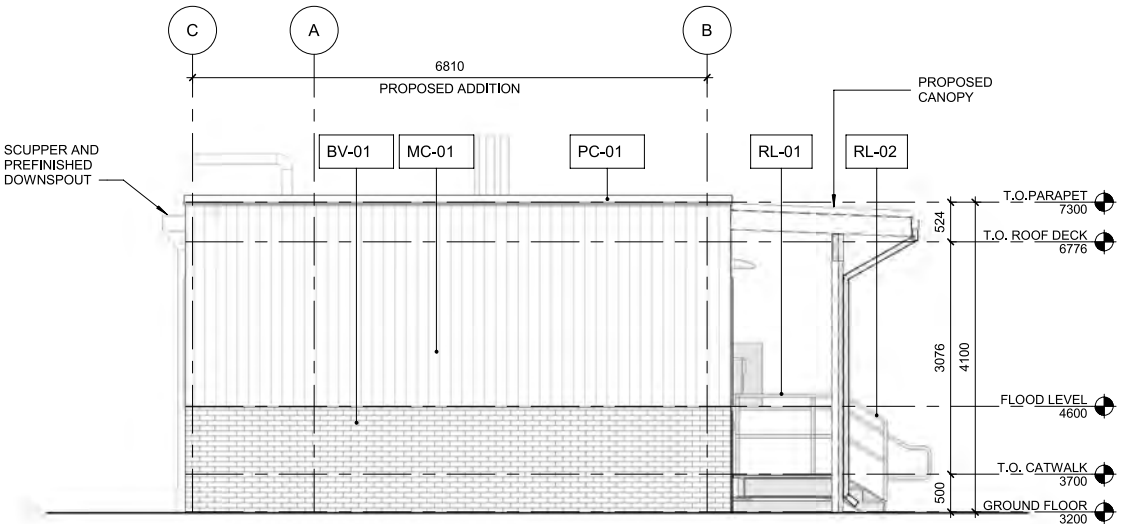 C
A
B
6810
PROPOSED ADDITION
PROPOSED
CANOPY
SCUPPER AND
PREFINISHED
DOWNSPOUT
BV-01
MC-01
PC-01
RL-01
RL-02
T.O.PARAPET
7300
524
T.O. ROOF DECK
6776
3076
4100
FLOOD LEVEL
4600
T.O. CATWALK
3700
500
GROUND FLOOR
3200